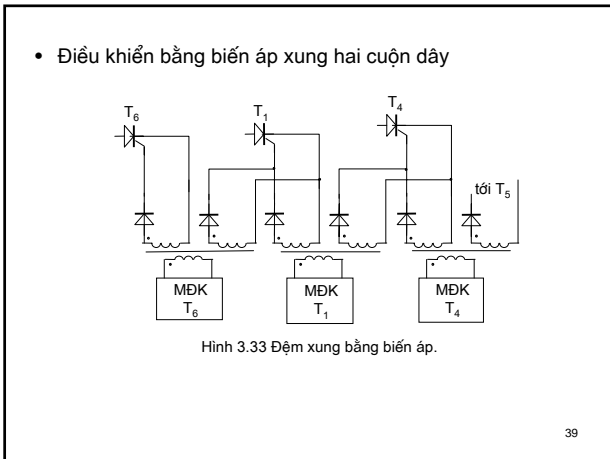 • Điều khiển bằng biến áp xung hai cuộn dây
T6
T1
T4
tới T5
MĐK
T6
MĐK
T1
MĐK
T4
Hình 3.33 Đệm xung bằng biến áp.
39